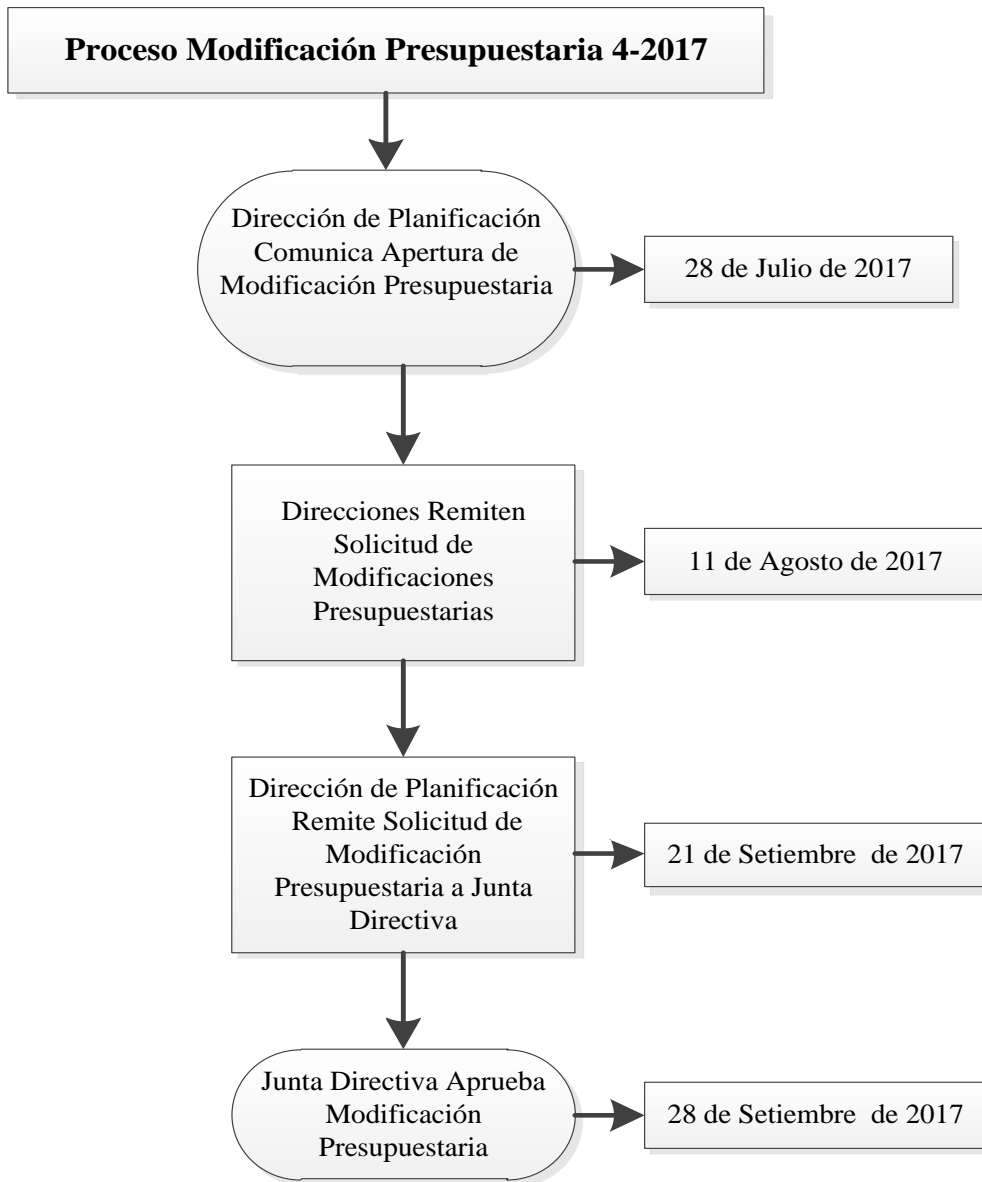 Proceso Modificación Presupuestaria 4-2017
Dirección de Planificación
Comunica Apertura de
Modificación Presupuestaria
28 de Julio de 2017
Direcciones Remiten
Solicitud de
Modificaciones
Presupuestarias
11 de Agosto de 2017
Dirección de Planificación
Remite Solicitud de
Modificación
Presupuestaria a Junta
Directiva
21 de Setiembre  de 2017
Junta Directiva Aprueba
Modificación
Presupuestaria
28 de Setiembre  de 2017